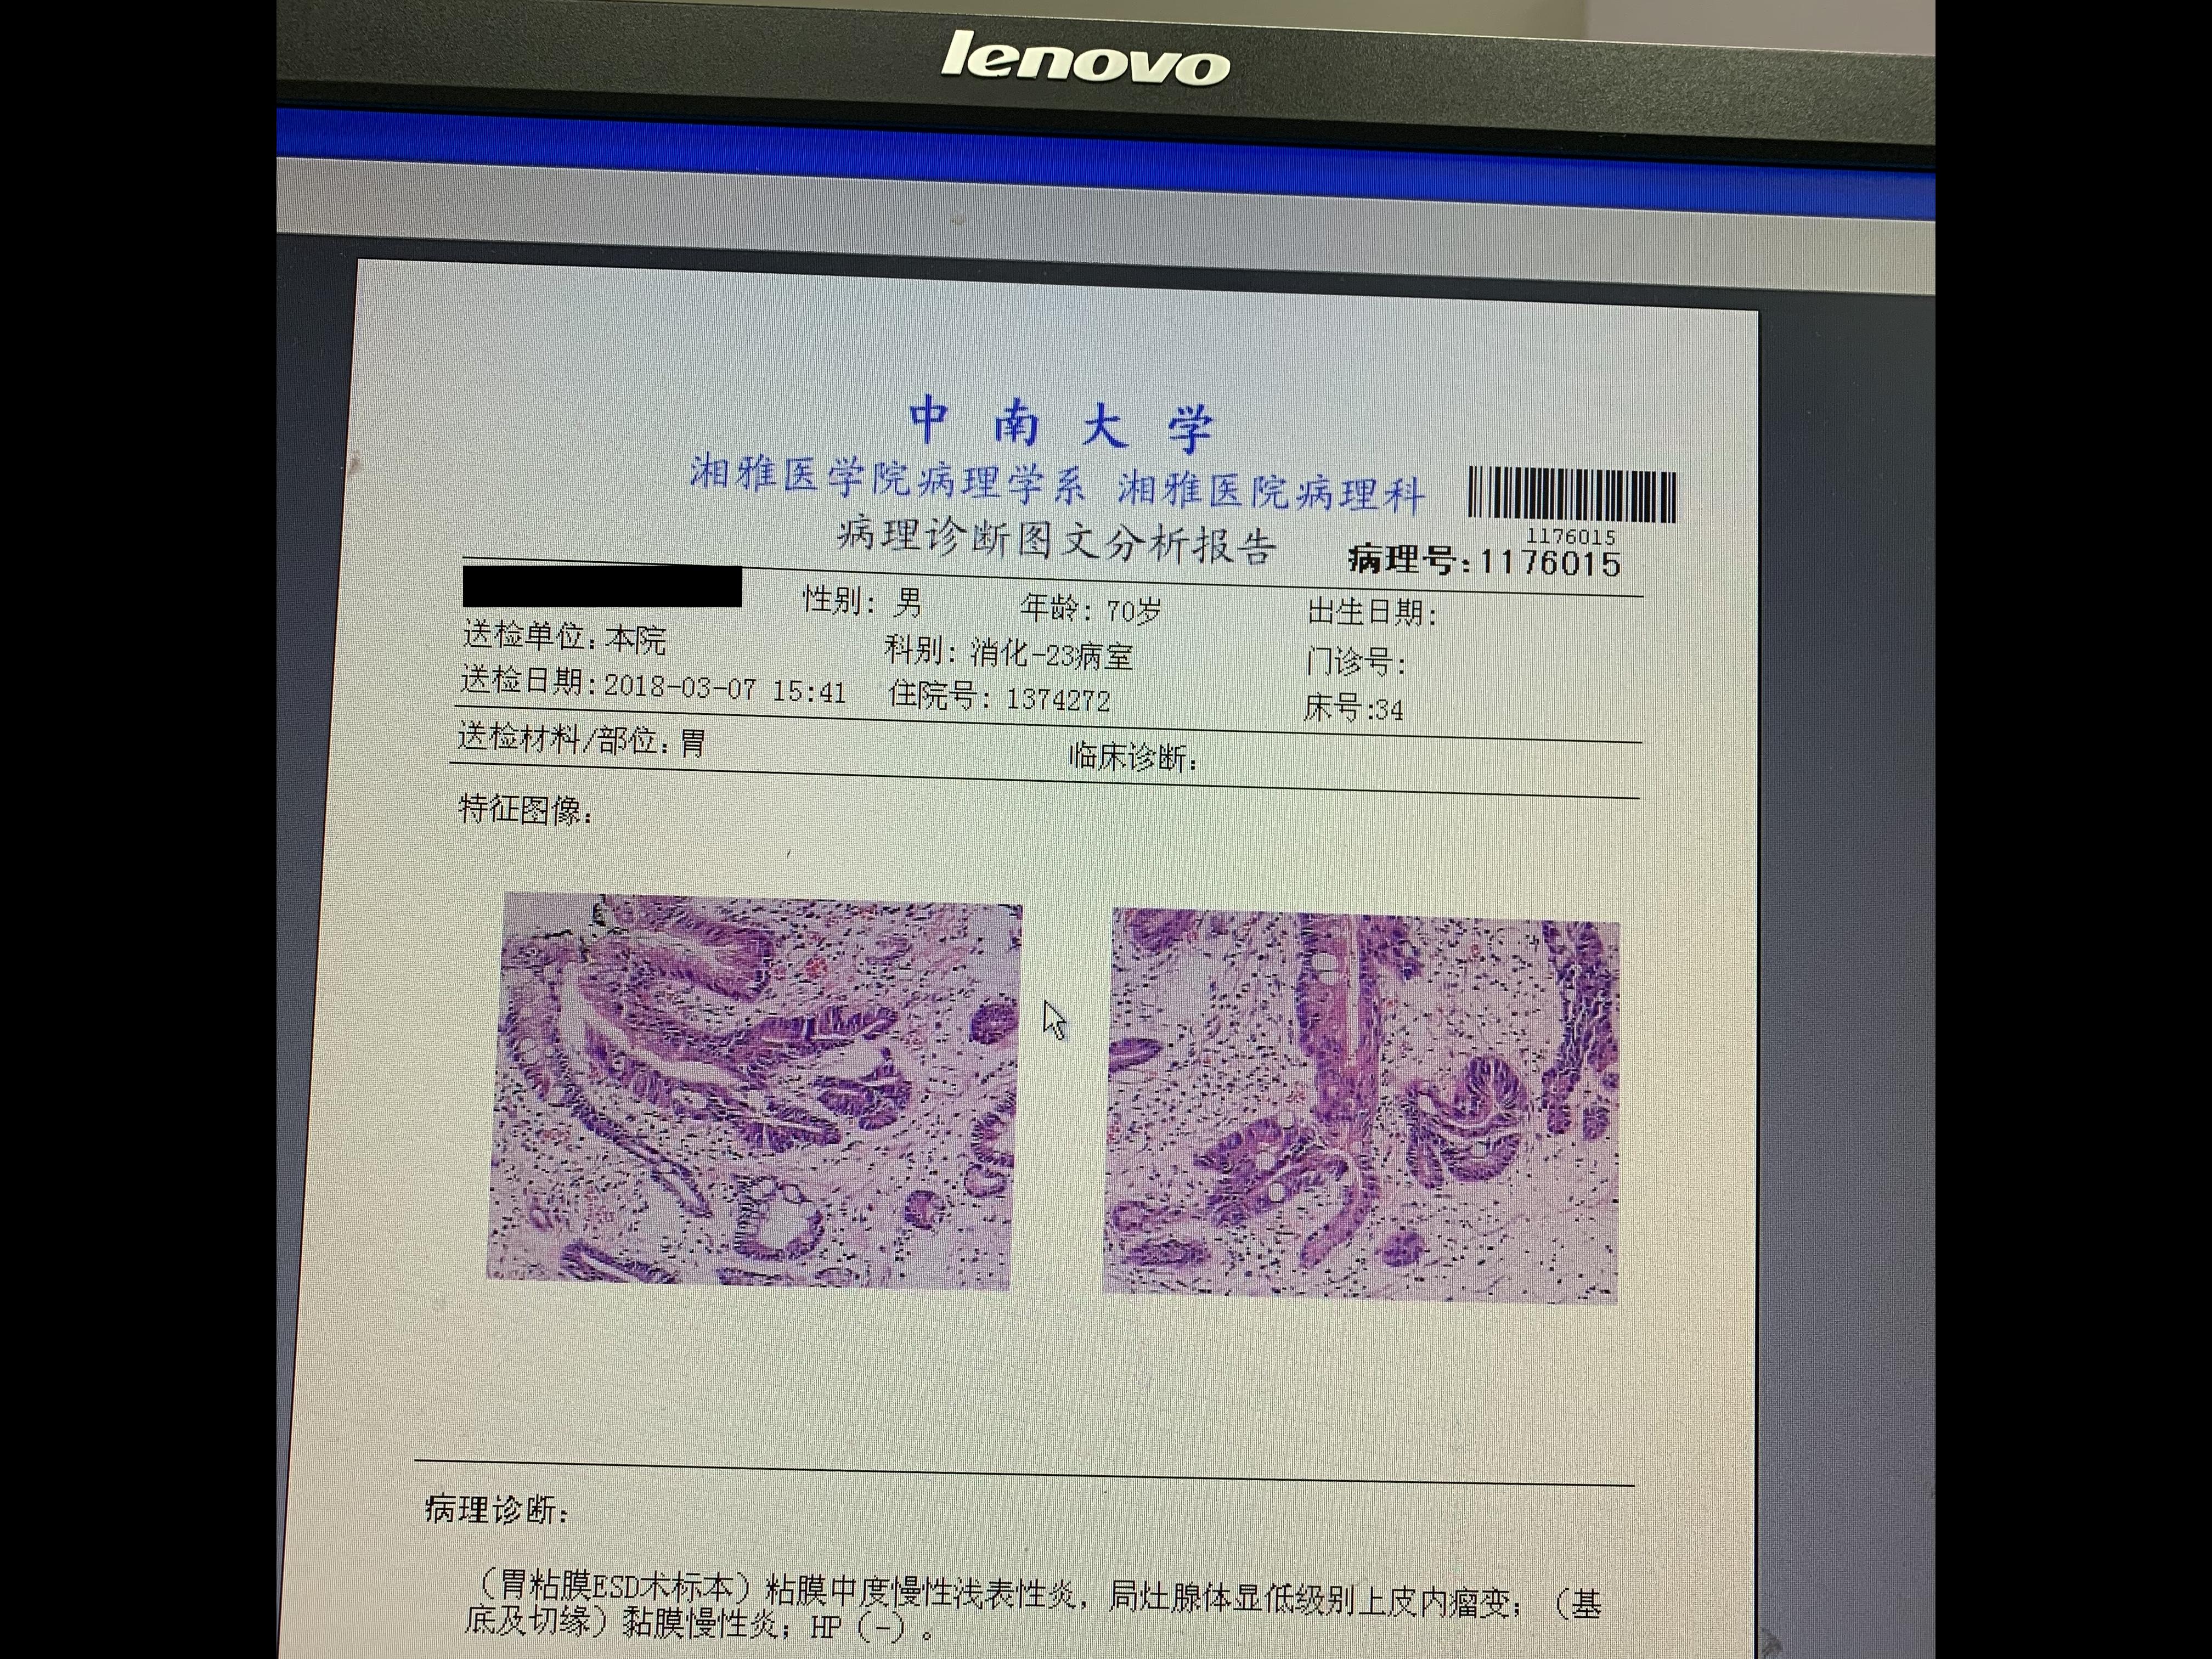 lenovo
中南大学
湘雅医学院病理学系 湘雅医院病理科
病理诊断图文分析报告
1176015
病理号:1176015
性别: 男 年龄: 70岁 出生日期:
送检单位: 本院 科别: 消化-23病室 门诊号:
送检日期: 2018-03-07 15:41 住院号: 1374272 床号:34
送检材料/部位: 胃 临床诊断:
特征图像:
病理诊断:
（胃粘膜ESD术标本）粘膜中度慢性浅表性炎，局灶腺体显低级别上皮内瘤变；（基
底及切缘）黏膜慢性炎；HP（-）。